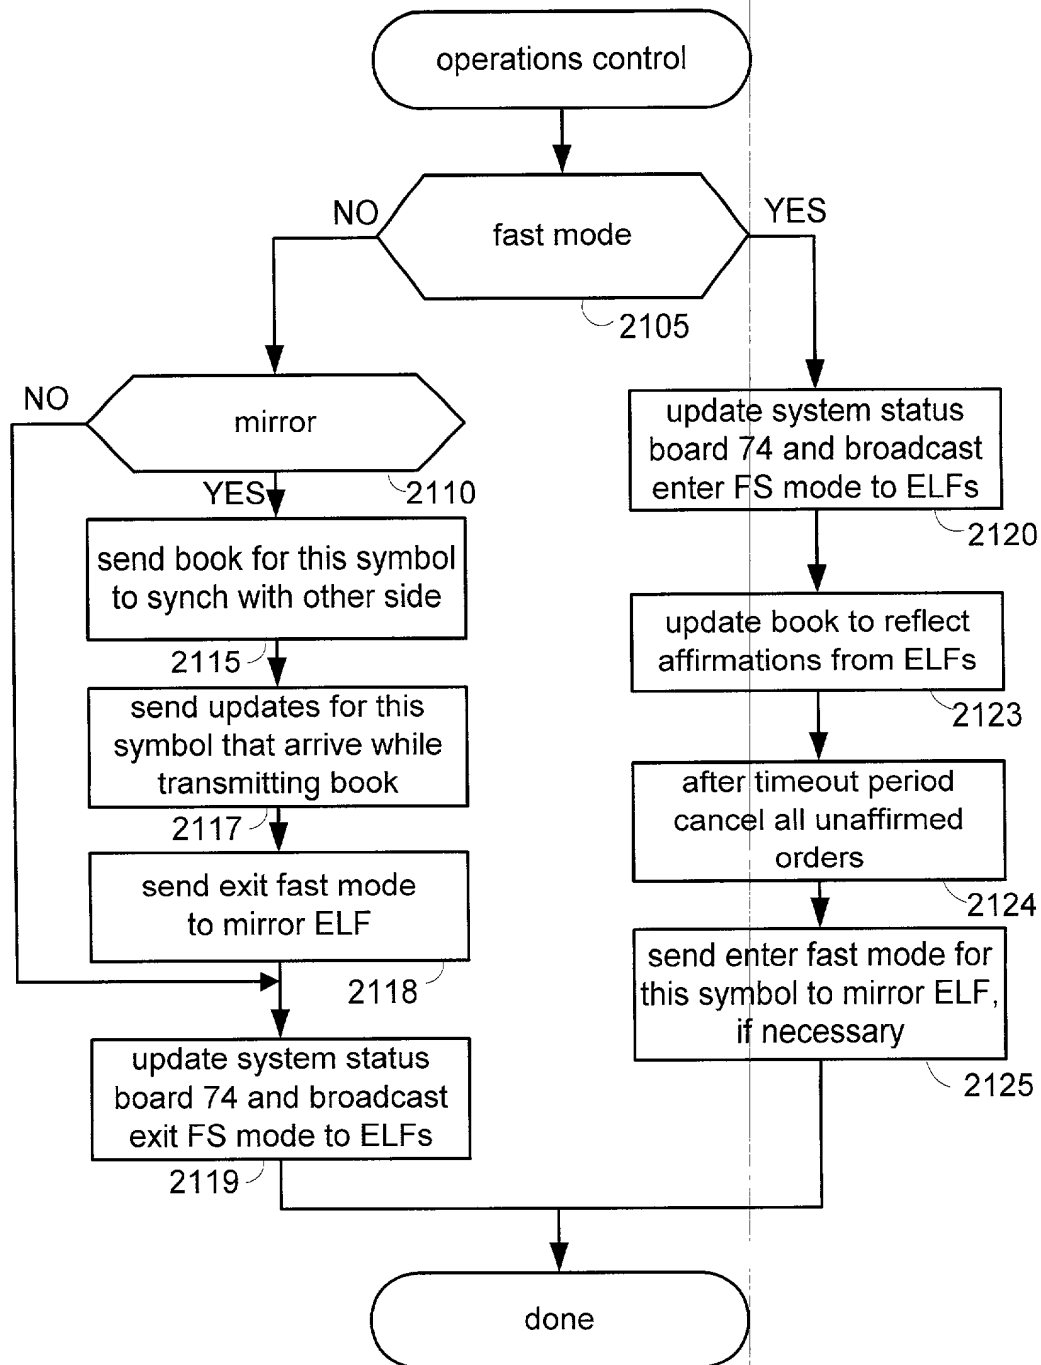 operations control
NO
YES
fast mode
2105
NO
mirror
YES
2110
send book for this symbol
to synch with other side
2115
send updates for this
symbol that arrive while
transmitting book
2117
send exit fast mode
to mirror ELF
2118
update system status
board 74 and broadcast
exit FS mode to ELFs
2119
update system status
board 74 and broadcast
enter FS mode to ELFs
2120
update book to reflect
affirmations from ELFs
2123
after timeout period
cancel all unaffirmed
orders
2124
send enter fast mode for
this symbol to mirror ELF,
if necessary
2125
done